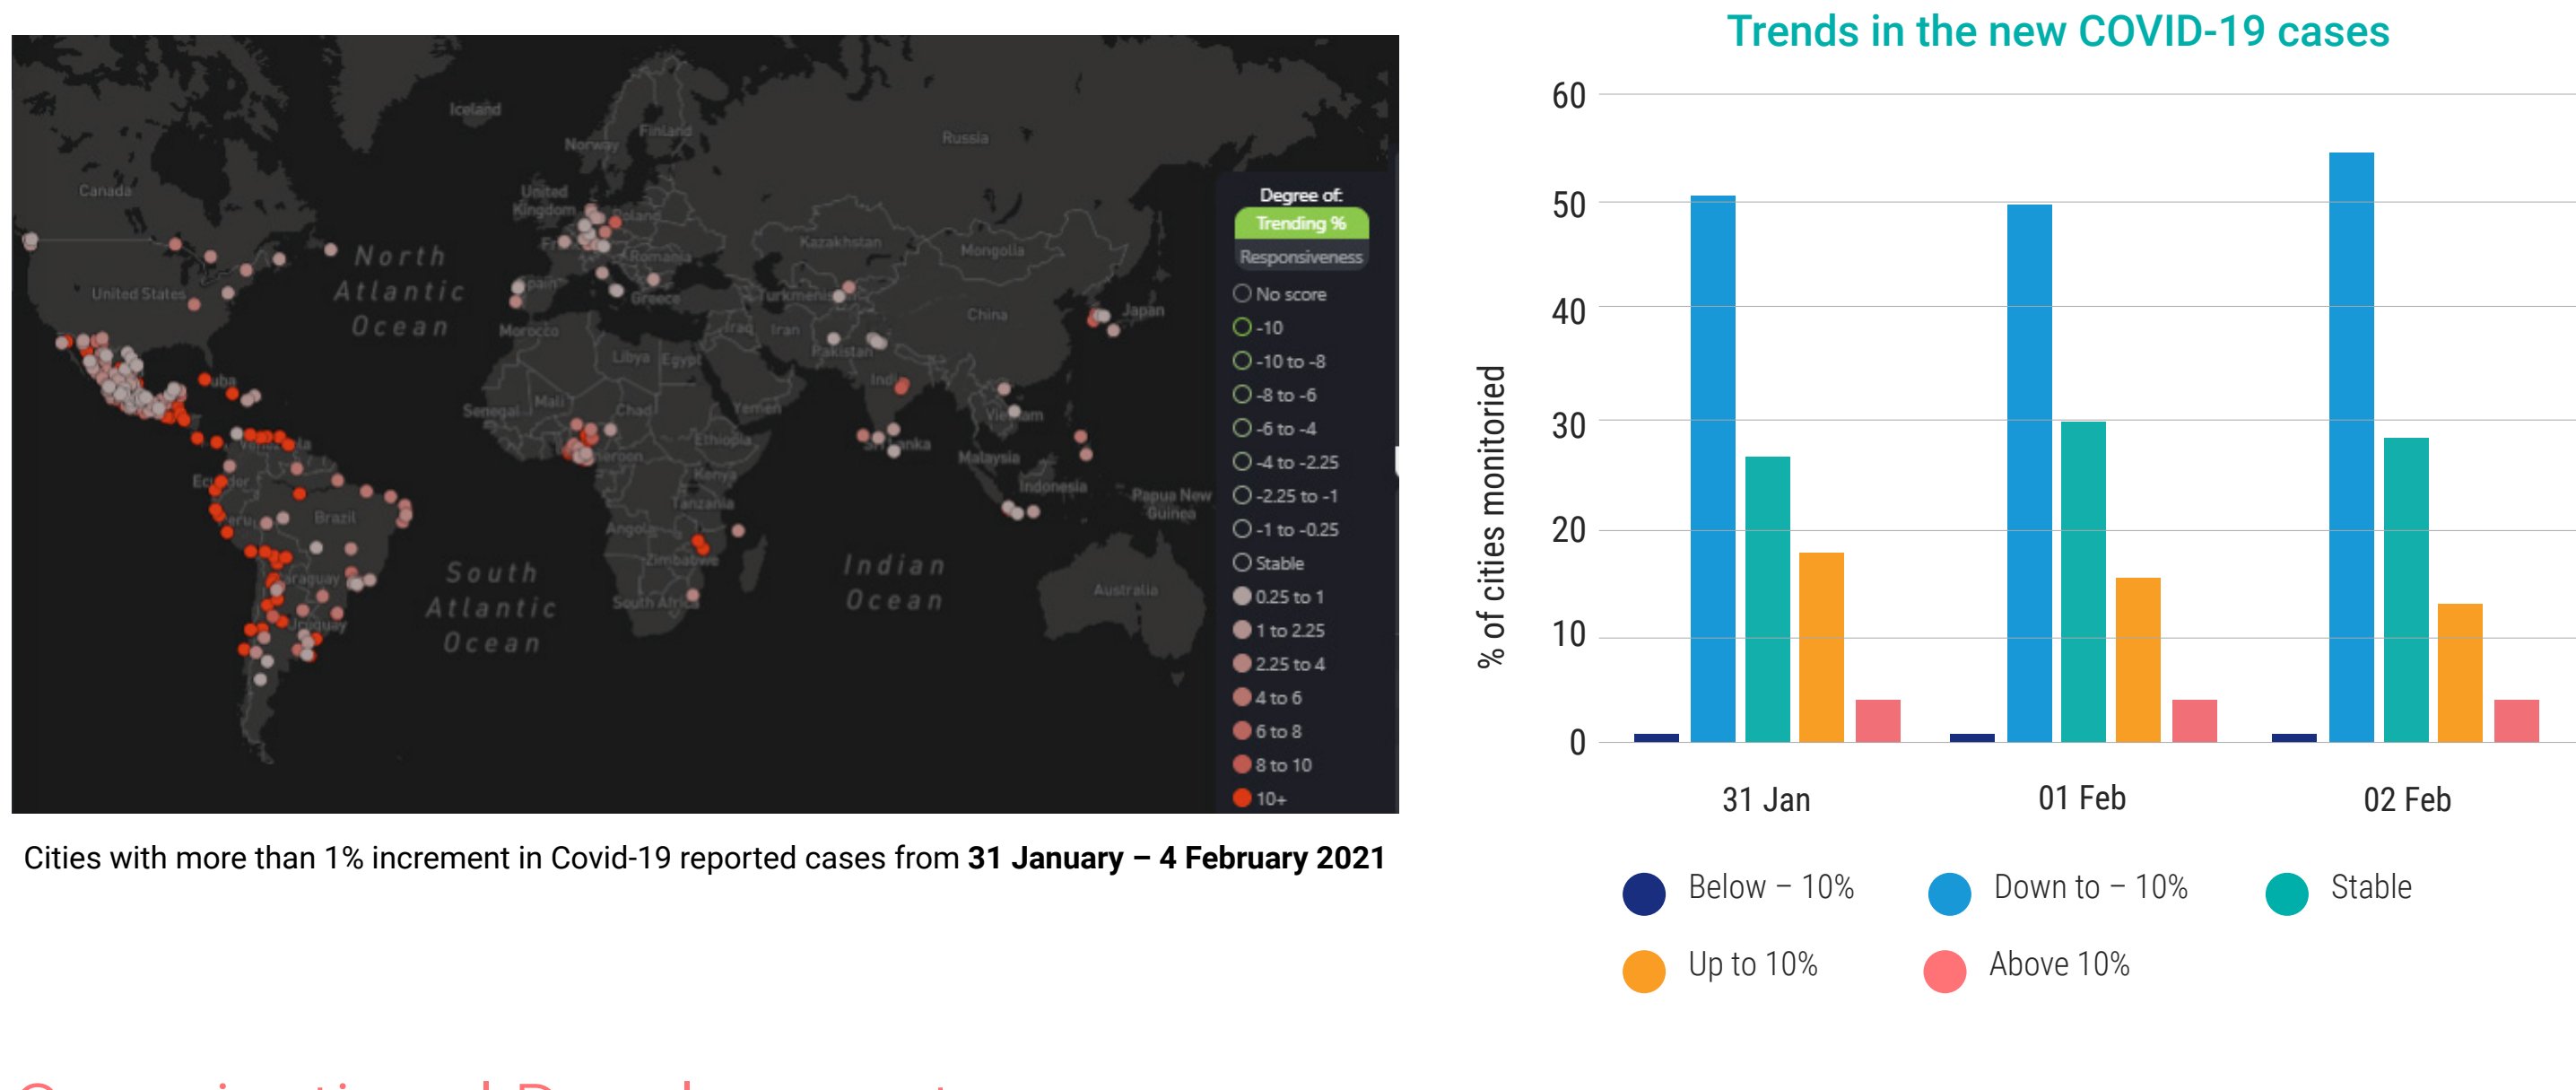 Trends in the new COVID-19 cases
Iceland
Finland
Norway
Russia
Canada
United
Kingdom
Poland
North
Atlantic
Ocean
United States
Kazakhstan
Mongolia
Romania
Spain
Greece
China
Japan
Morocco
Iraq
Iran
Pakistan
Libya
Egypt
Mali
Senegal
Chad
Yemen
Ethiopia
Malaysia
Kenya
Indonesia
Papua New
Guinea
Tanzania
Brazil
Angola
Zimbabwe
South
Atlantic
Ocean
Indian
Ocean
Australia
South Africa
Uruguay
Degree of:
Trending %
Responsiveness
No score
-10
-10 to -8
-8 to -6
-6 to -4
-4 to -2.25
-2.25 to -1
-1 to -0.25
Stable
0.25 to 1
1 to 2.25
2.25 to 4
4 to 6
6 to 8
8 to 10
10+
Cities with more than 1% increment in Covid-19 reported cases from 31 January – 4 February 2021
% of cities monitoried
60
50
40
30
20
10
0
31 Jan
01 Feb
02 Feb
Below – 10%
Down to – 10%
Stable
Up to 10%
Above 10%